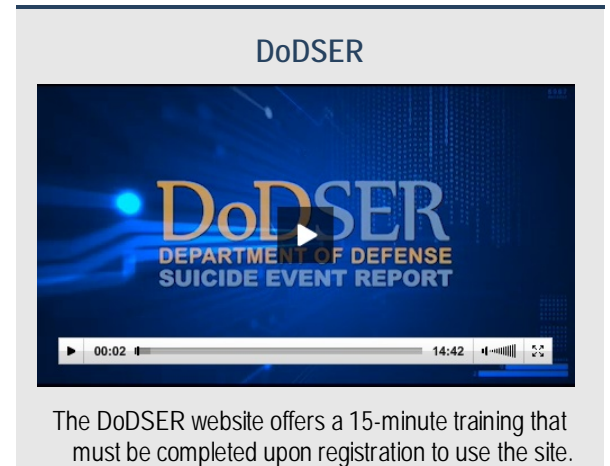 DoDSER
DoDSER
DEPARTMENT OF DEFENSE
SUICIDE EVENT REPORT
00:02 14:42
The DoDSER website offers a 15-minute training that
must be completed upon registration to use the site.